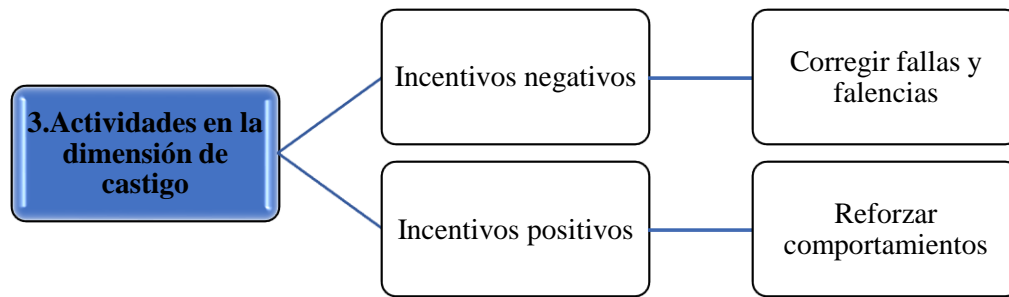 3.Actividades en la
dimensión de
castigo
Incentivos negativos
Corregir fallas y
falencias
Incentivos positivos
Reforzar
comportamientos